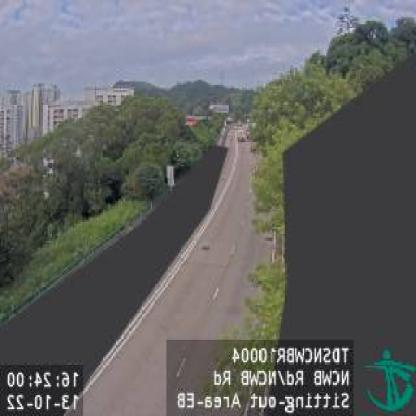 TDSNCWBR10004
NCWB Rd/NCWB Rd
Sitting-out Area-EB
16:24:00
13-10-22